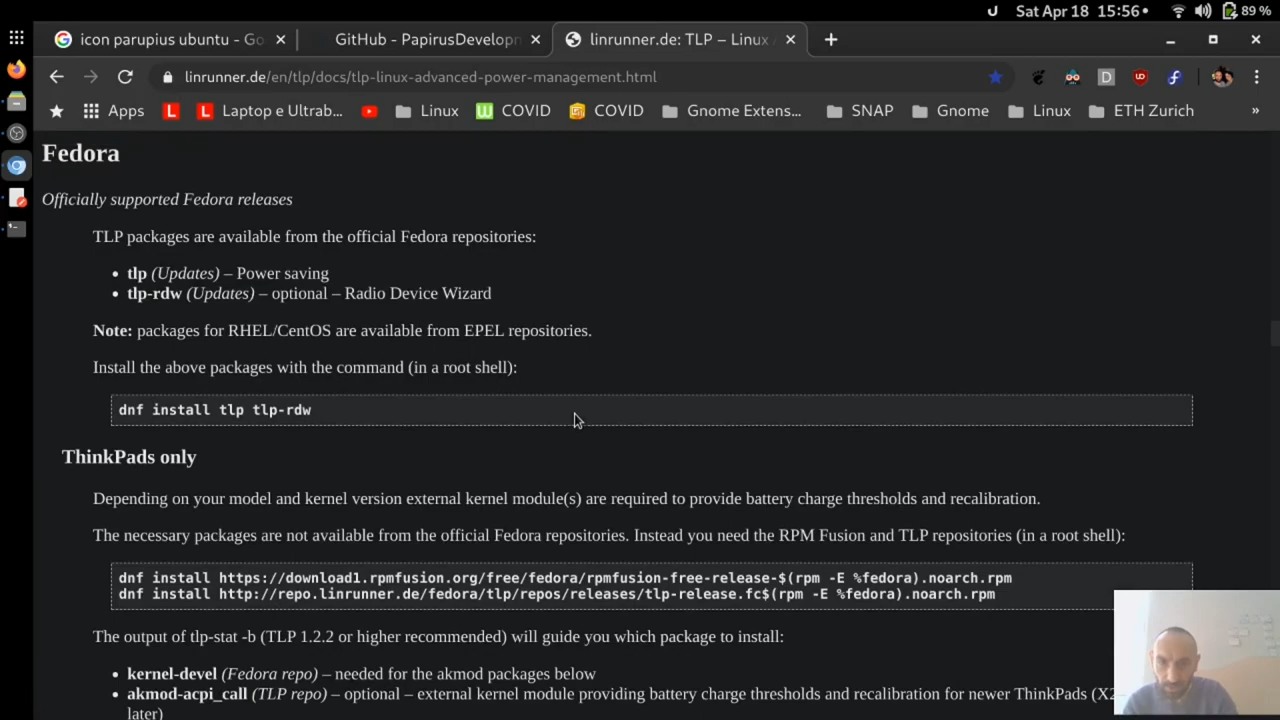 Sat Apr 18 15:56
89 %
icon parupius ubuntu - Go
GitHub - PapirusDevelopn
linrunner.de: TLP – Linux
linrunner.de/en/tlp/docs/tlp-linux-advanced-power-management.html
Apps
Laptop e Ultrab...
Linux
COVID
COVID
Gnome Extens...
SNAP
Gnome
Linux
ETH Zurich
»
Fedora
Officially supported Fedora releases
TLP packages are available from the official Fedora repositories:
• tlp (Updates) – Power saving
• tlp-rdw (Updates) – optional – Radio Device Wizard
Note: packages for RHEL/CentOS are available from EPEL repositories.
Install the above packages with the command (in a root shell):
dnf install tlp tlp-rdw
ThinkPads only
Depending on your model and kernel version external kernel module(s) are required to provide battery charge thresholds and recalibration.
The necessary packages are not available from the official Fedora repositories. Instead you need the RPM Fusion and TLP repositories (in a root shell):
dnf install https://download1.rpmfusion.org/free/fedora/rpmfusion-free-release-$(rpm -E %fedora).noarch.rpm
dnf install http://repo.linrunner.de/fedora/tlp/repos/releases/tlp-release.fc$(rpm -E %fedora).noarch.rpm
The output of tlp-stat -b (TLP 1.2.2 or higher recommended) will guide you which package to install:
• kernel-devel (Fedora repo) – needed for the akmod packages below
• akmod-acpi_call (TLP repo) – optional – external kernel module providing battery charge thresholds and recalibration for newer ThinkPads
later)